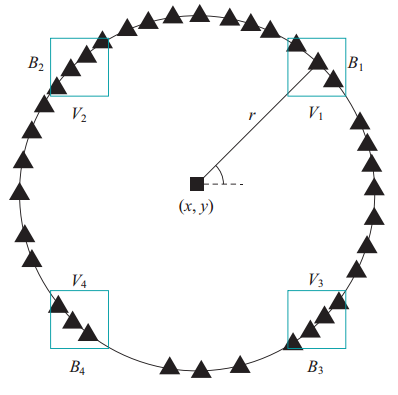 B₂
B₁
V₂
V₁
r
(x, y)
V₄
V₃
B₄
B₃